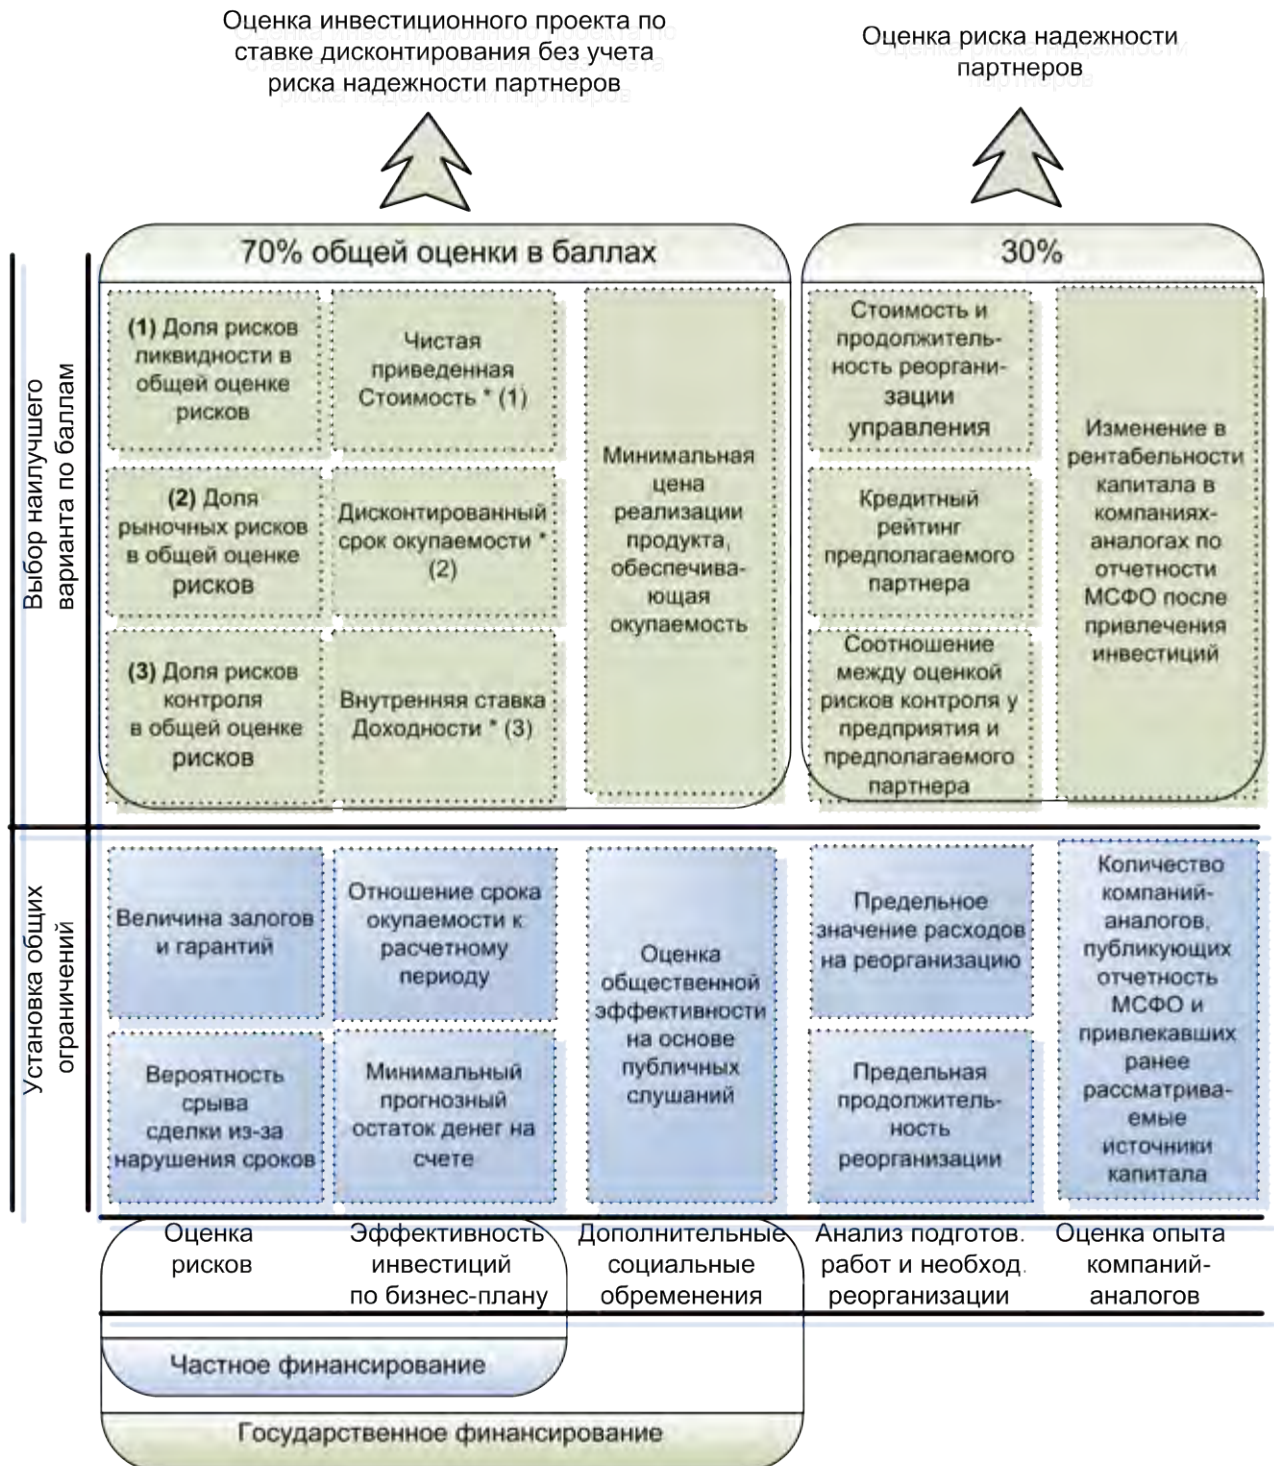 Оценка инвестиционного проекта по
ставке дисконтирования без учета
риска надежности партнеров
Оценка риска надежности
партнеров
70% общей оценки в баллах
30%
Выбор наилучшего
варианта по баллам
(1) Доля рисков
ликвидности в
общей оценке
рисков
Чистая
приведенная
Стоимость * (1)
(2) Доля
рыночных рисков
в общей оценке
рисков
Дисконтированный
срок окупаемости *
(2)
(3) Доля рисков
контроля
в общей оценке
рисков
Внутренняя ставка
Доходности * (3)
Минимальная
цена
реализации
продукта,
обеспечива-
ющая
окупаемость
Стоимость и
продолжитель-
ность реоргани-
зации
управления
Кредитный
рейтинг
предполагаемого
партнера
Соотношение
между оценкой
рисков контроля у
предприятия и
предполагаемого
партнера
Изменение в
рентабельности
капитала в
компаниях-
аналогах по
отчетности
МСФО после
привлечения
инвестиций
Установка общих
ограничений
Величина залогов
и гарантий
Отношение срока
окупаемости к
расчетному
периоду
Вероятность
срыва
сделки из-за
нарушения сроков
Минимальный
прогнозный
остаток денег на
счете
Оценка
общественной
эффективности
на основе
публичных
слушаний
Предельное
значение расходов
на реорганизацию
Предельная
продолжитель-
ность
реорганизации
Количество
компаний-
аналогов,
публикующих
отчетность
МСФО и
привлекавших
ранее
рассматрива-
емые
источники
капитала
Оценка
рисков
Эффективность
инвестиций
по бизнес-плану
Дополнительные
социальные
обременения
Анализ подготов.
работ и необход.
реорганизации
Оценка опыта
компаний-
аналогов
Частное финансирование
Государственное финансирование